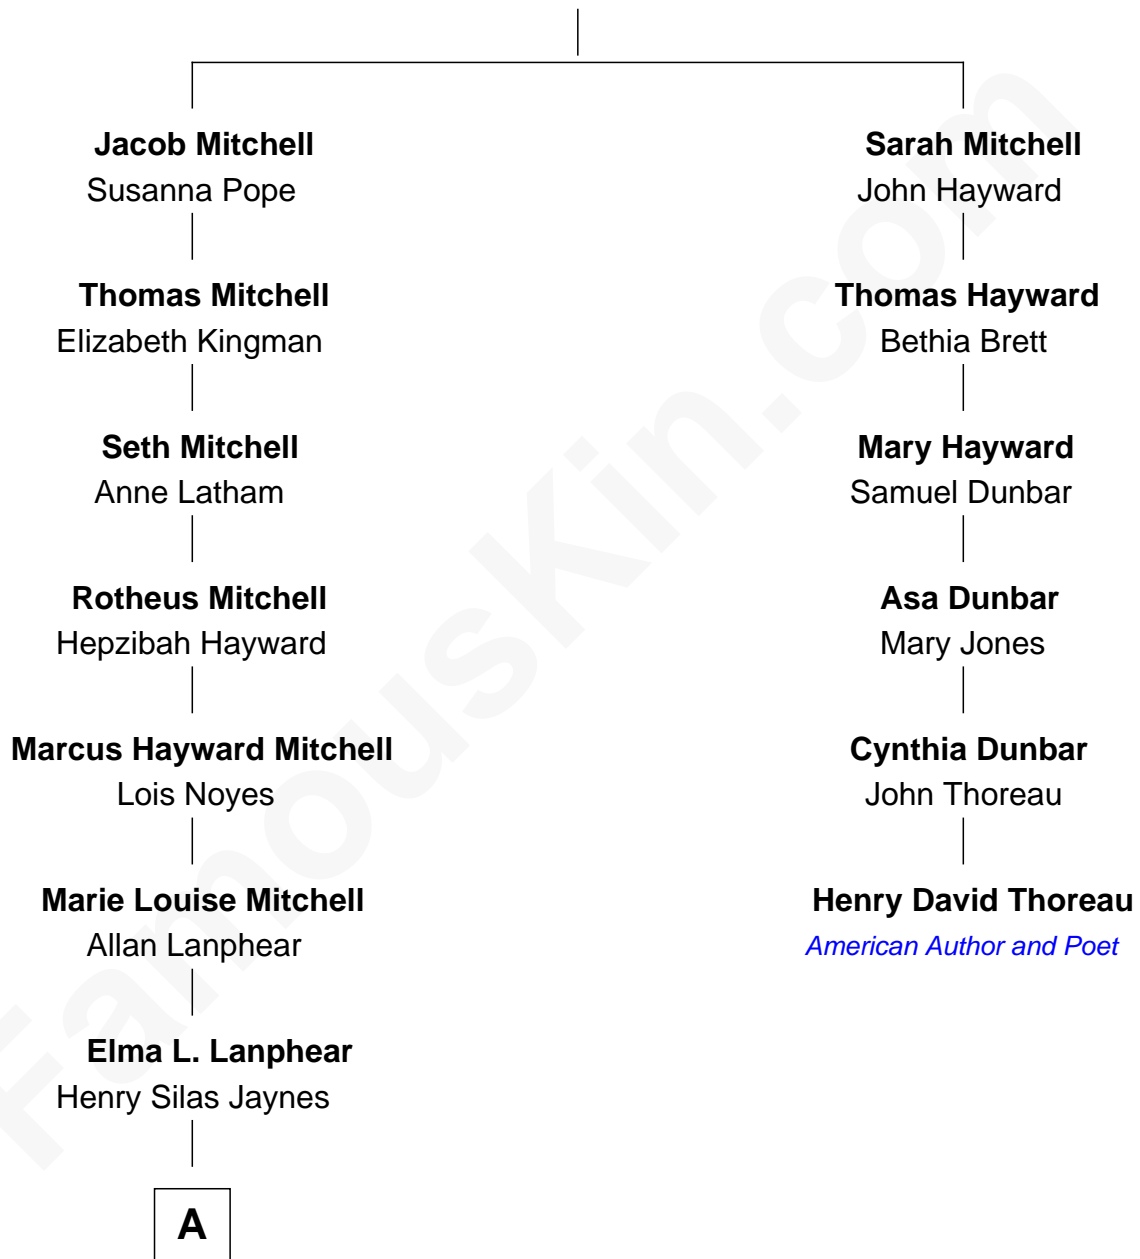 Jacob Mitchell
Susanna Pope
Thomas Mitchell
Elizabeth Kingman
Seth Mitchell
Anne Latham
Rotheus Mitchell
Hepzibah Hayward
Marcus Hayward Mitchell
Lois Noyes
Marie Louise Mitchell
Allan Lanphear
Elma L. Lanphear
Henry Silas Jaynes
A
Sarah Mitchell
John Hayward
Thomas Hayward
Bethia Brett
Mary Hayward
Samuel Dunbar
Asa Dunbar
Mary Jones
Cynthia Dunbar
John Thoreau
Henry David Thoreau
American Author and Poet
FamousKin.com